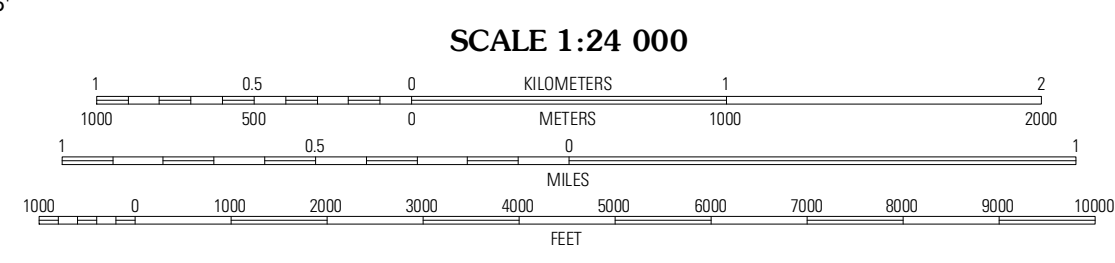 SCALE 1:24 000
1 0.5 0 KILOMETERS 1 2
1000 500 0 METERS 1000 2000
1 0.5 0 1
MILES
1000 0 1000 2000 3000 4000 5000 6000 7000 8000 9000 10000
FEET